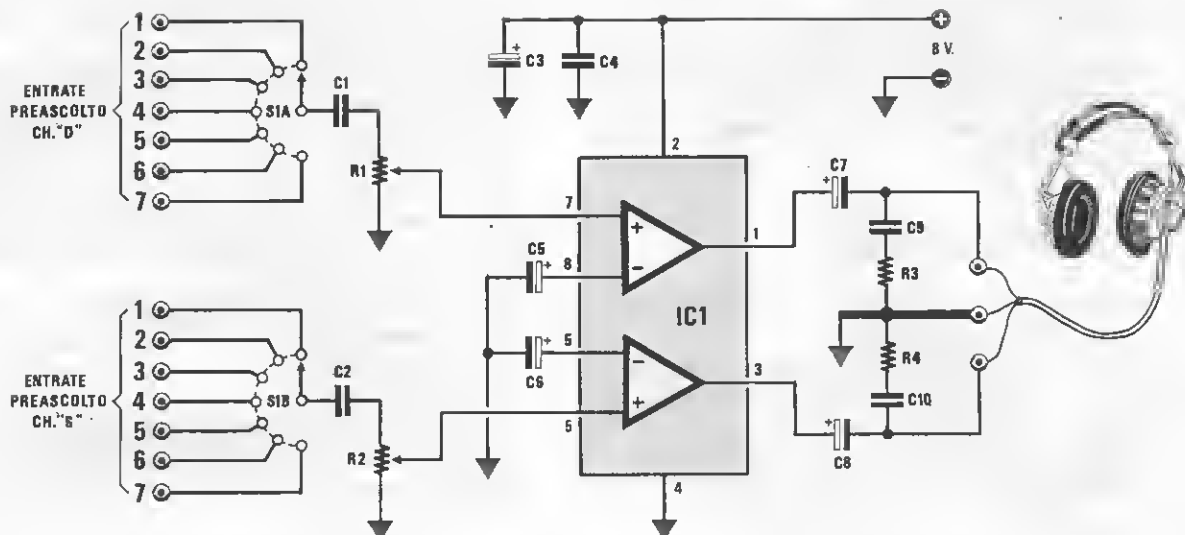 1
2
3
4
5
6
7
ENTRATE
PREASCOLTO
CH. "D"
S1A
C1
R1
C3
C4
+
8 V.
-
2
7
8
+
-
1
C5
C6
IC1
5
-
+
5
3
4
C7
C9
R3
R4
C10
C8
1
2
3
4
5
6
7
ENTRATE
PREASCOLTO
CH. "S"
S1B
C2
R2